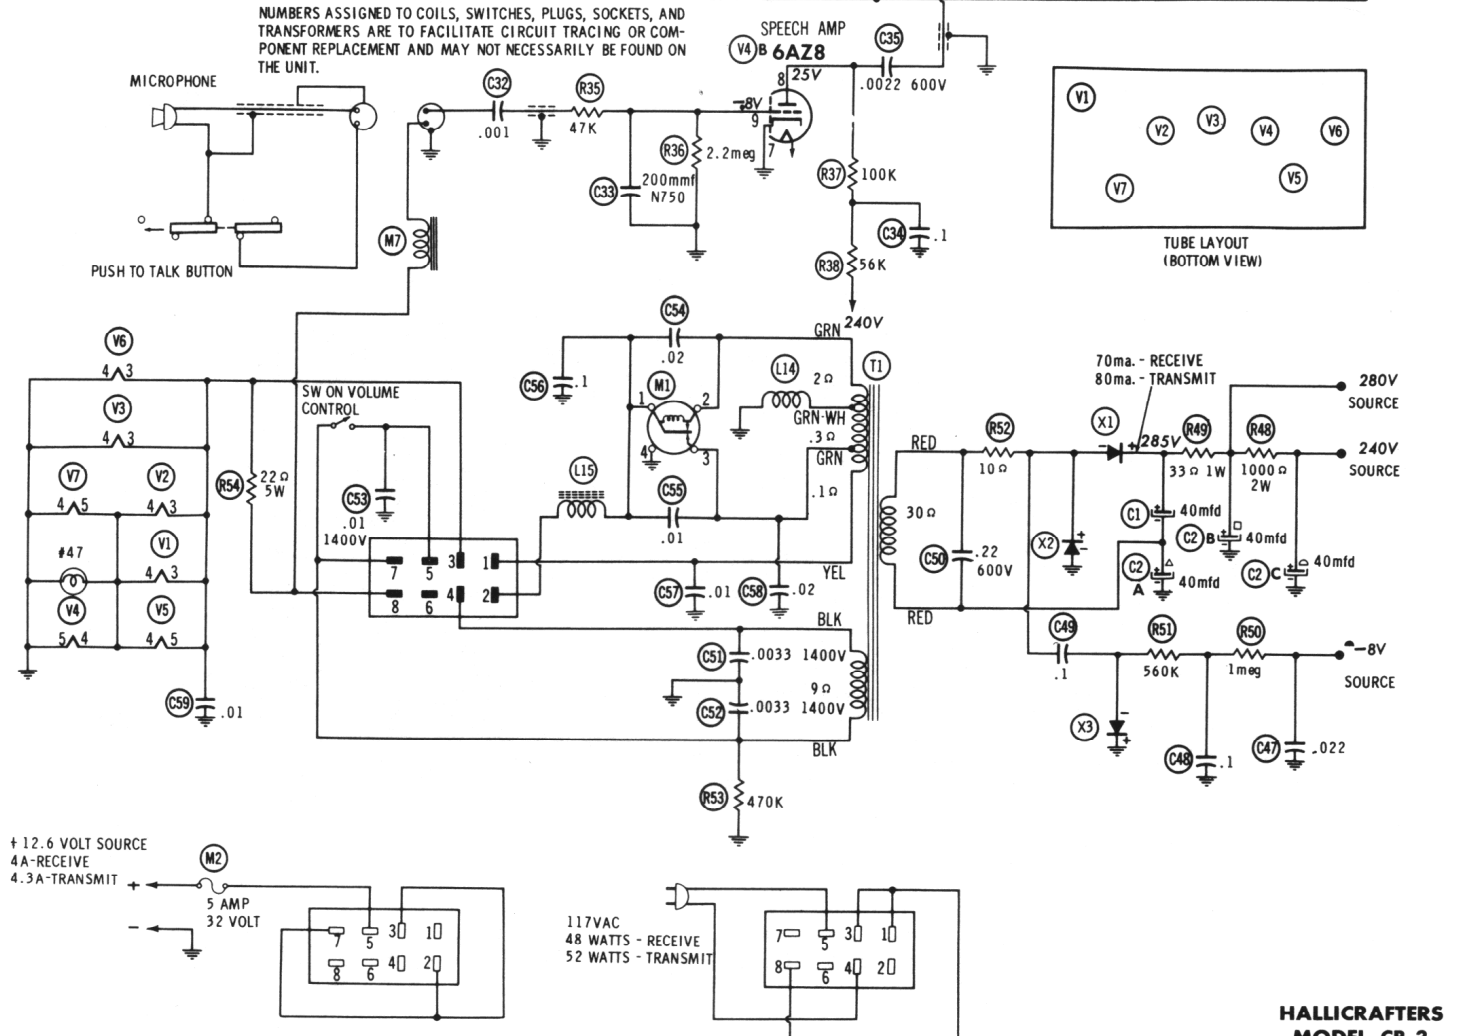 NUMBERS ASSIGNED TO COILS, SWITCHES, PLUGS, SOCKETS, AND
TRANSFORMERS ARE TO FACILITATE CIRCUIT TRACING OR COM-
PONENT REPLACEMENT AND MAY NOT NECESSARILY BE FOUND ON
THE UNIT.
SPEECH AMP
V4 B 6AZ8
C35
.0022 600V
8 25V
-8V
9
7
MICROPHONE
C32
.001
R35
47K
R36
2.2meg
C33
200mmf
N750
R37
100K
C34
.1
R38
56K
240V
V1
V2
V3
V4
V6
V5
V7
TUBE LAYOUT
(BOTTOM VIEW)
PUSH TO TALK BUTTON
M7
V6
4 3
V3
4 3
V7
4 5
V2
4 3
#47
V1
4 3
V4
5 4
V5
4 5
C59
.01
R54
22Ω
5W
SW ON VOLUME
CONTROL
C53
.01
1400V
7 5 3 1
8 6 4 2
C54
.02
C56
.1
M1
1 2
4 3
L15
C55
.01
L14
GRN
2Ω
GRN-WH
.3Ω
GRN
.1Ω
T1
YEL
C57
.01
C58
.02
BLK
C51
.0033 1400V
9Ω
C52
.0033 1400V
BLK
R53
470K
RED
30Ω
RED
C50
.22
600V
R52
10Ω
X2
+
-
70ma. - RECEIVE
80ma. - TRANSMIT
X1
- +
285V
R49
33Ω 1W
R48
1000Ω
2W
280V
SOURCE
240V
SOURCE
C1
40mfd
C2 A
40mfd
C2 B
40mfd
C2 C
40mfd
C49
.1
R51
560K
R50
1meg
-8V
SOURCE
X3
-
+
C48
.1
C47
.022
+ 12.6 VOLT SOURCE
4A-RECEIVE
4.3A-TRANSMIT
+
-
M2
5 AMP
32 VOLT
7 5 3 1
8 6 4 2
117VAC
48 WATTS - RECEIVE
52 WATTS - TRANSMIT
7 5 3 1
8 6 4 2
HALLICRAFTERS